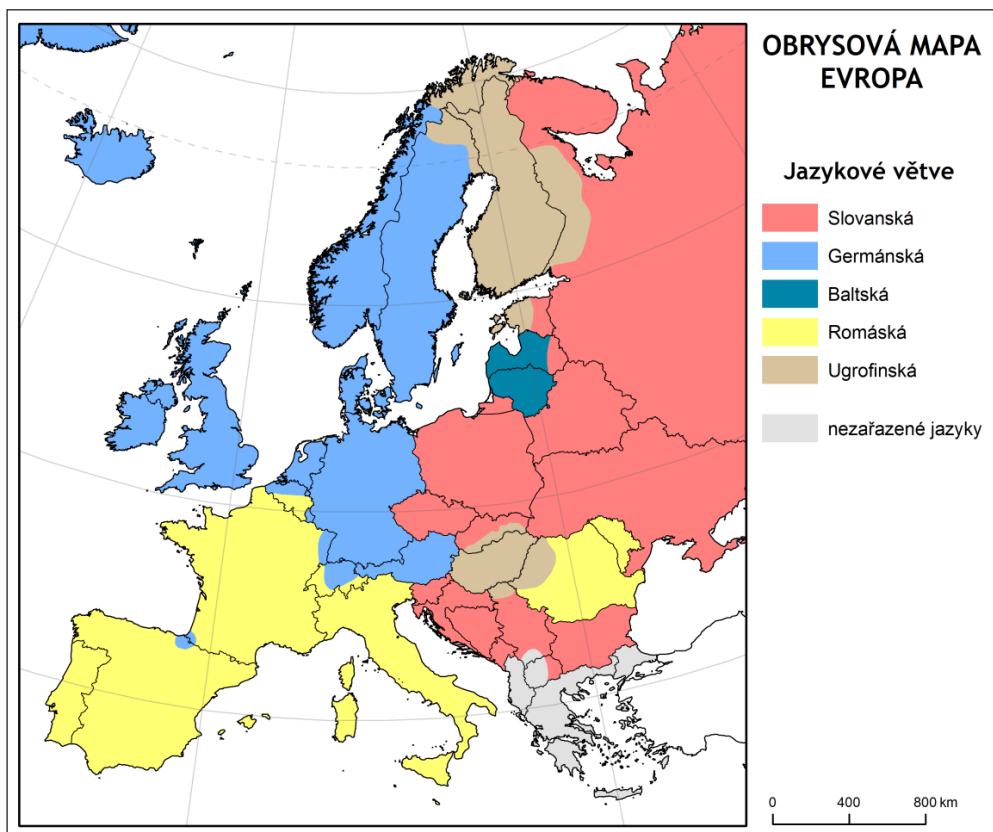 OBRYSOVÁ MAPA
EVROPA
Jazykové větve
Slovanská
Germánská
Baltská
Románská
Ugrofinská
nezařazené jazyky
0 400 800 km